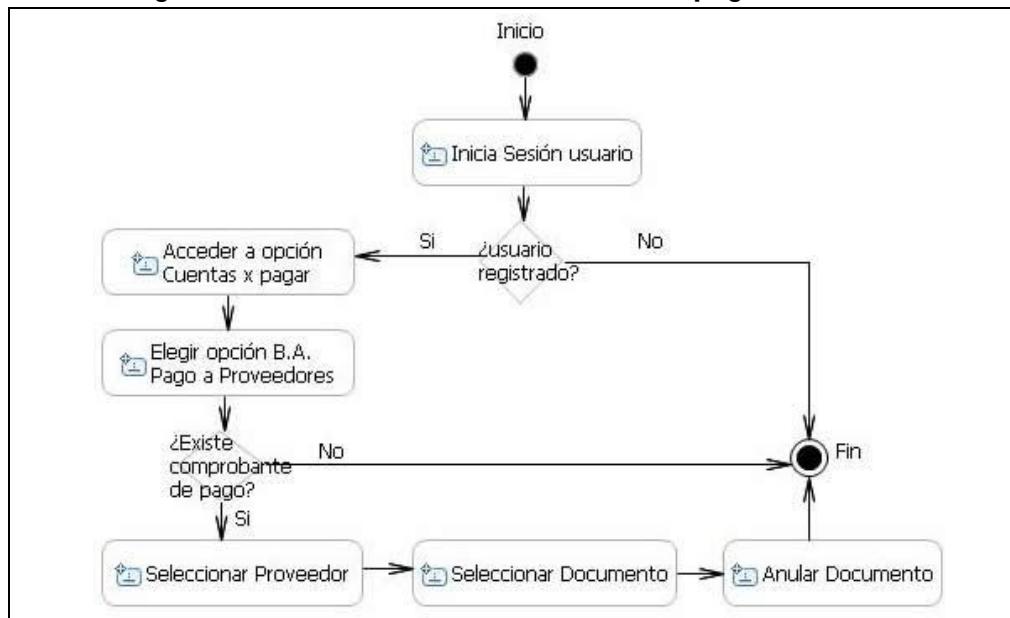 Inicio
Inicia Sesión usuario
Si
¿usuario
registrado?
No
Acceder a opción
Cuentas x pagar
Elegir opción B.A.
Pago a Proveedores
¿Existe
comprobante
de pago?
No
Fin
Si
Seleccionar Proveedor
Seleccionar Documento
Anular Documento